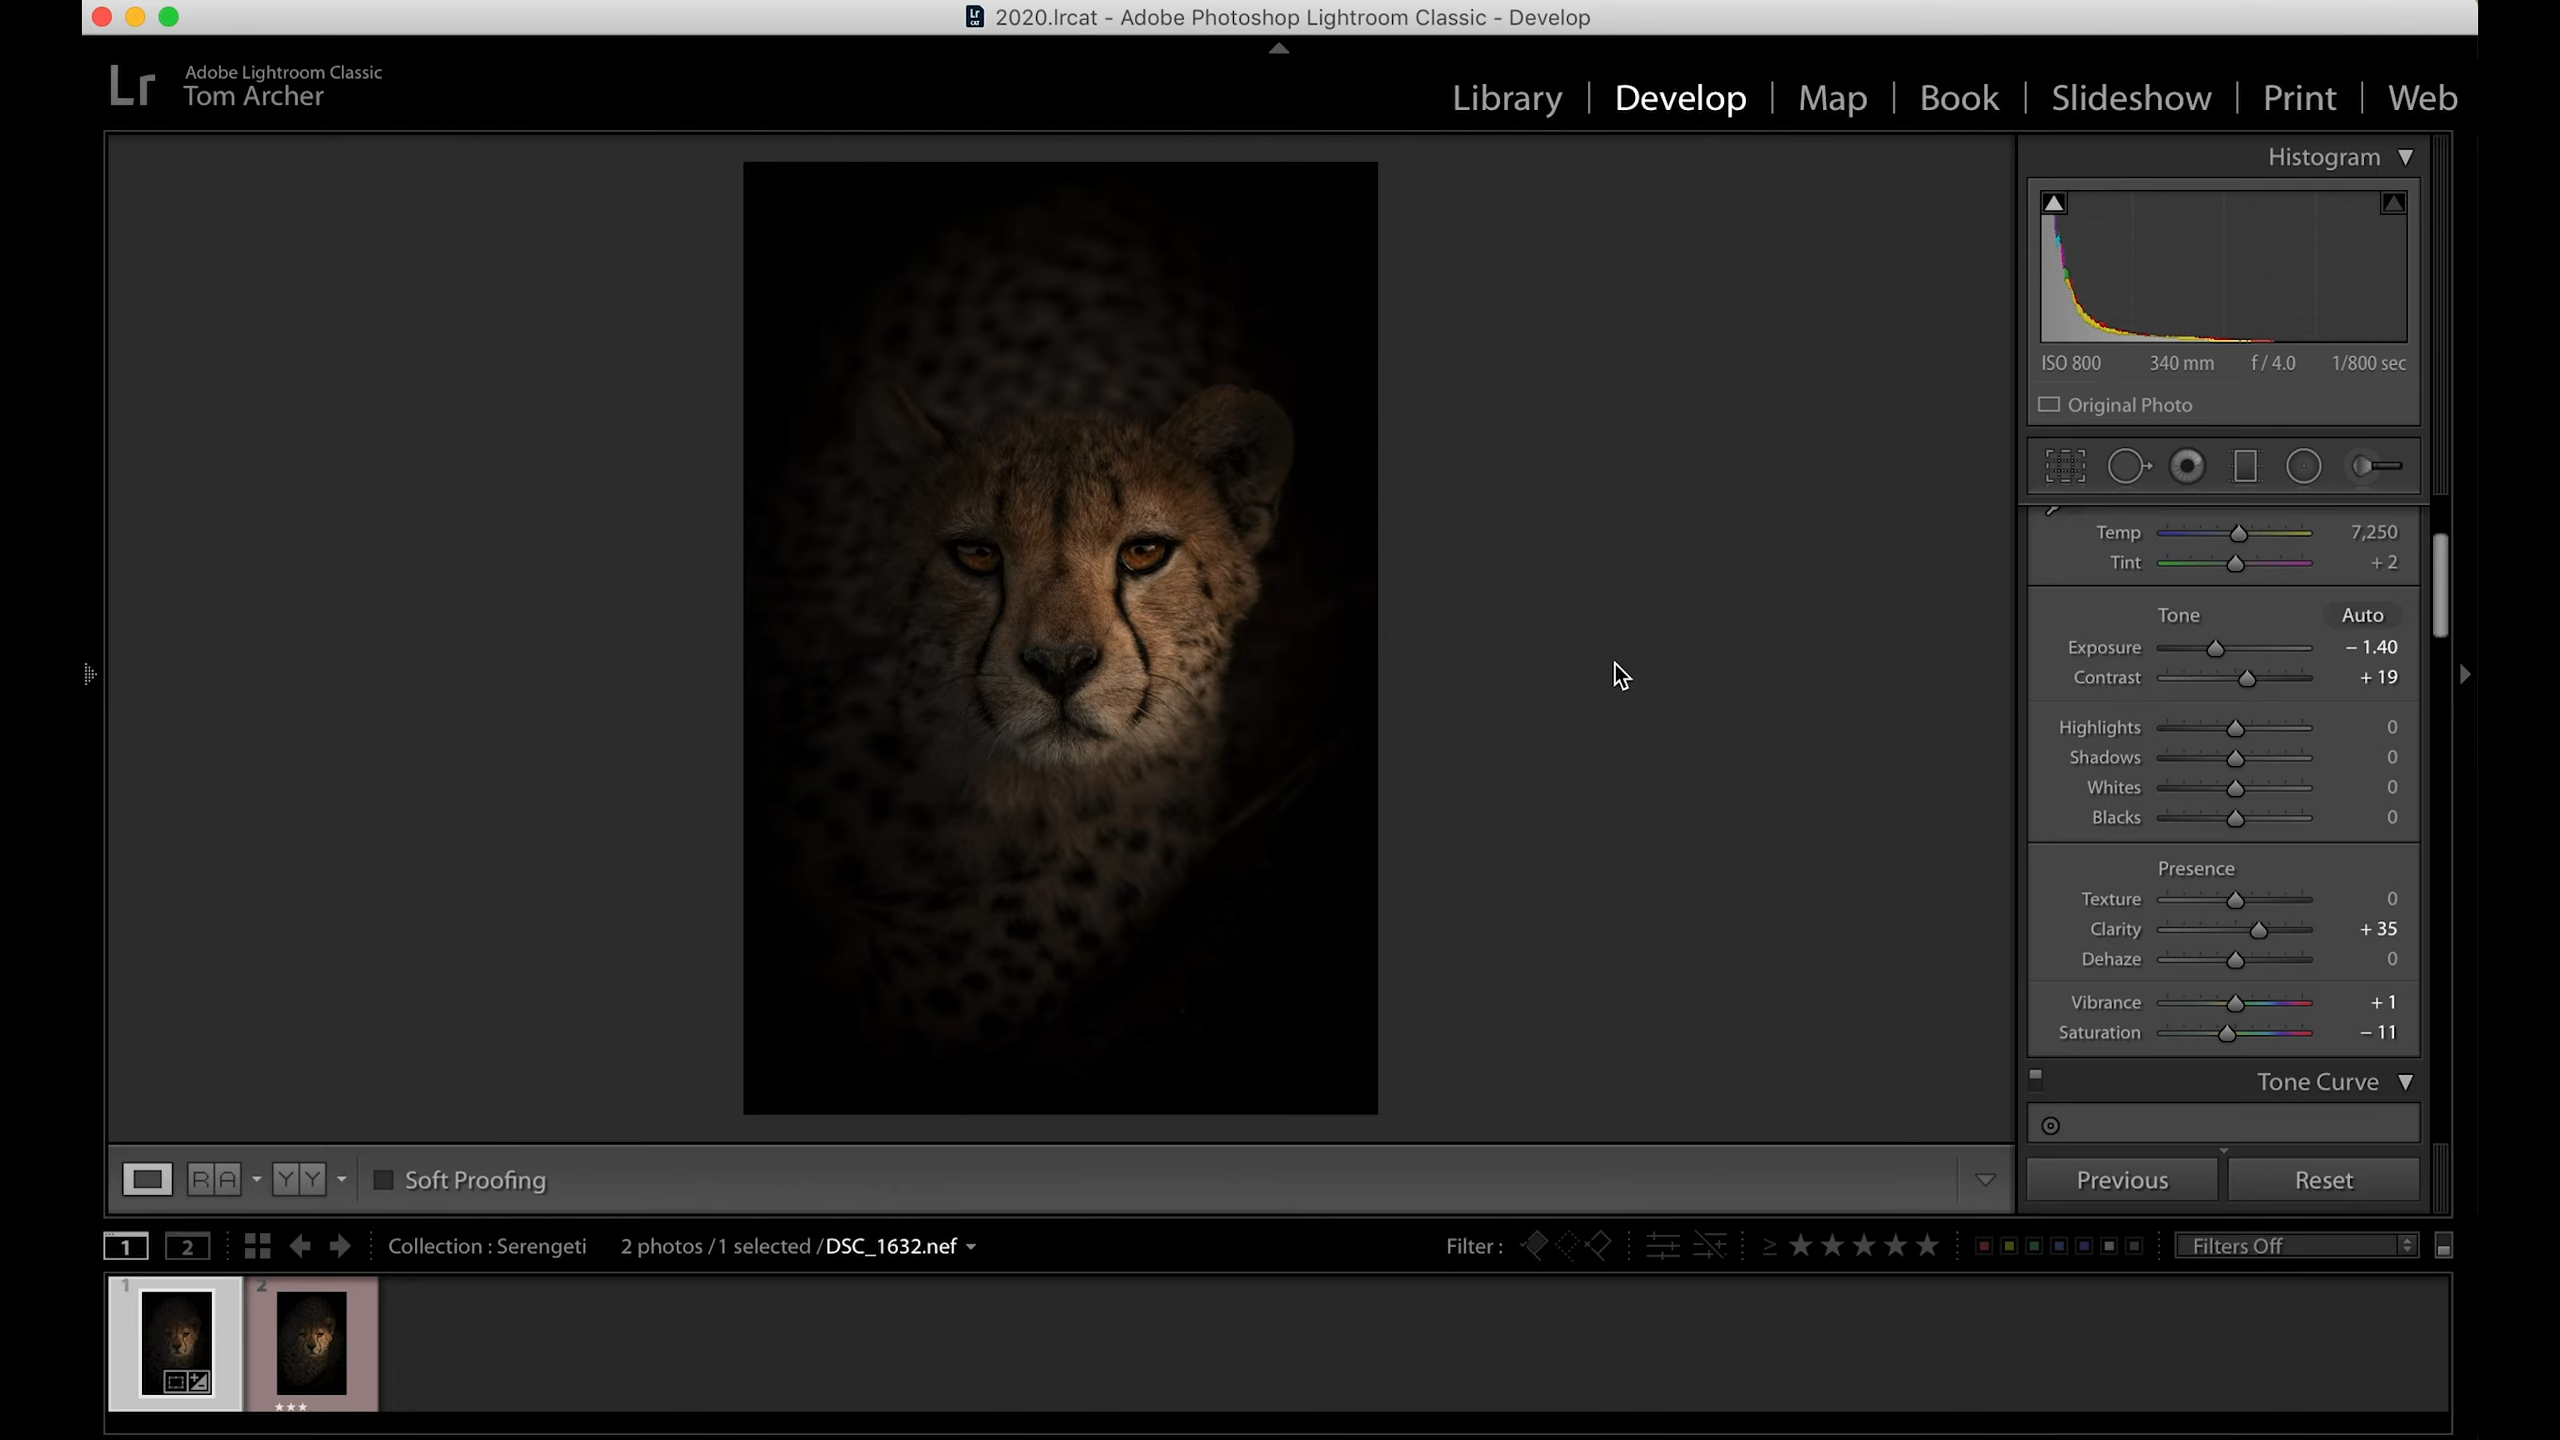 2020.lrcat - Adobe Photoshop Lightroom Classic - Develop
Lr
Adobe Lightroom Classic
Tom Archer
Library | Develop | Map | Book | Slideshow | Print | Web
Histogram
ISO 800 340 mm f / 4.0 1/800 sec
Original Photo
Temp 7,250
Tint + 2
Tone Auto
Exposure – 1.40
Contrast + 19
Highlights 0
Shadows 0
Whites 0
Blacks 0
Presence
Texture 0
Clarity + 35
Dehaze 0
Vibrance + 1
Saturation – 11
Tone Curve
R A Y Y Soft Proofing
Previous Reset
1 2 Collection : Serengeti 2 photos / 1 selected / DSC_1632.nef Filter : ≥ ★★★★★ Filters Off
1 2
★★★